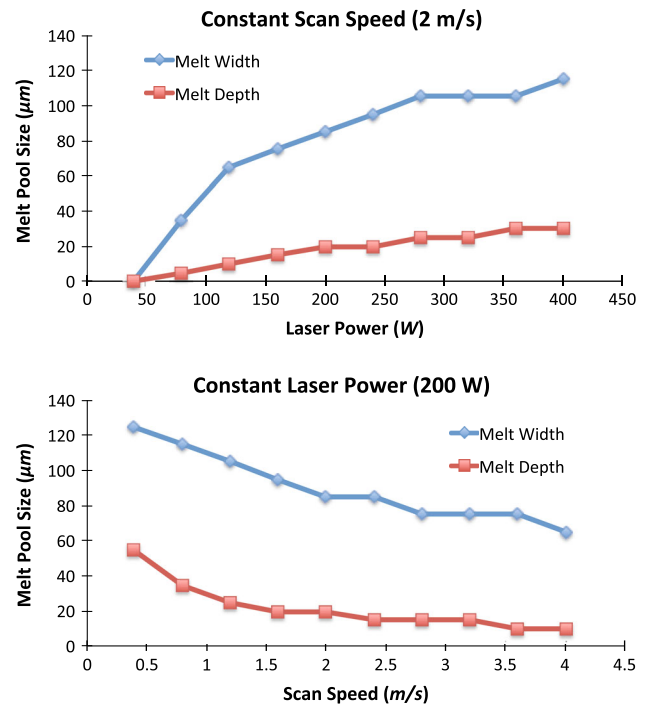 Constant Scan Speed (2 m/s)
140
120
100
80
60
40
20
0
Melt Pool Size (μm)
Melt Width
Melt Depth
0 50 100 150 200 250 300 350 400 450
Laser Power (W)
Constant Laser Power (200 W)
140
120
100
80
60
40
20
0
Melt Pool Size (μm)
Melt Width
Melt Depth
0 0.5 1 1.5 2 2.5 3 3.5 4 4.5
Scan Speed (m/s)